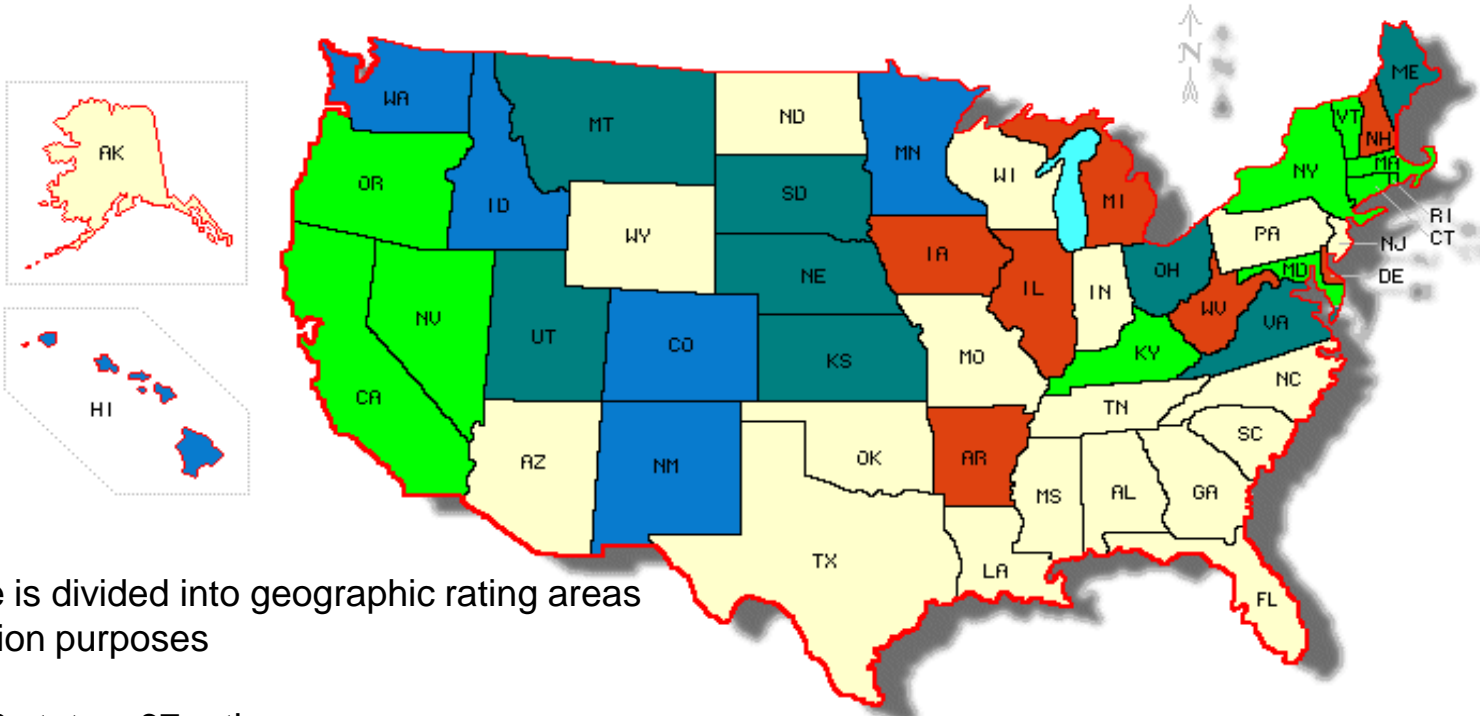 N
WA
MT
ND
MN
ME
AK
OR
ID
SD
WI
MI
VT
NH
NY
MA
WY
RI
CT
PA
NJ
IA
NE
OH
MD
DE
NV
UT
CO
IL
IN
WV
VA
KS
MO
KY
CA
HI
NC
TN
AZ
NM
OK
AR
SC
MS
AL
GA
TX
LA
FL
is divided into geographic rating areas
ion purposes